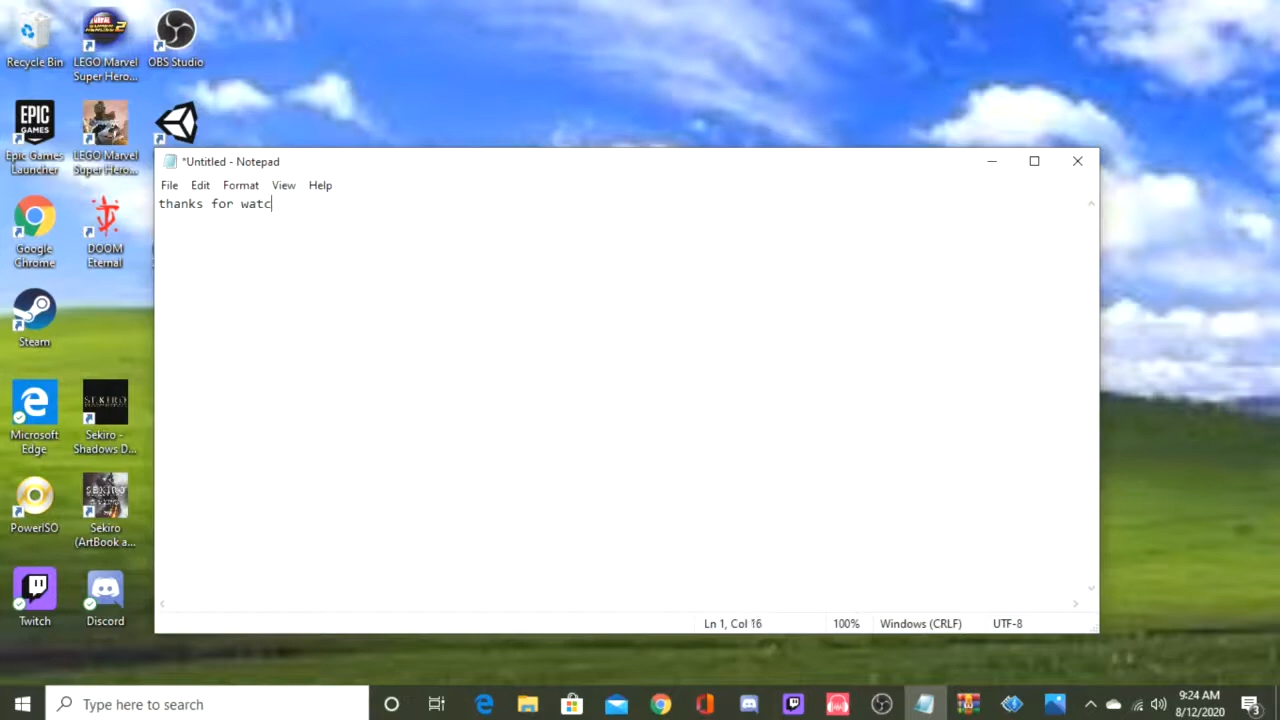 Recycle Bin
LEGO Marvel
Super Hero...
OBS Studio
EPIC
GAMES
Epic Games
Launcher
LEGO Marvel
Super Hero...
Google
Chrome
DOOM
Eternal
Steam
Microsoft
Edge
SEKIRO
Sekiro -
Shadows D...
PowerISO
SEKIRO
Sekiro
(ArtBook a...
Twitch
Discord
*Untitled - Notepad
File Edit Format View Help
thanks for watc
Ln 1, Col 16 100% Windows (CRLF) UTF-8
Type here to search
9:24 AM
8/12/2020
3